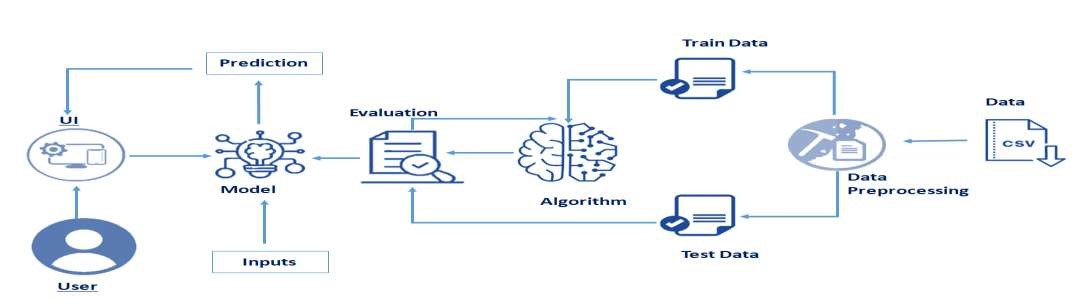 Train Data
Prediction
Data
Evaluation
UI
CSV
Model
Data
Preprocessing
Algorithm
Test Data
Inputs
User